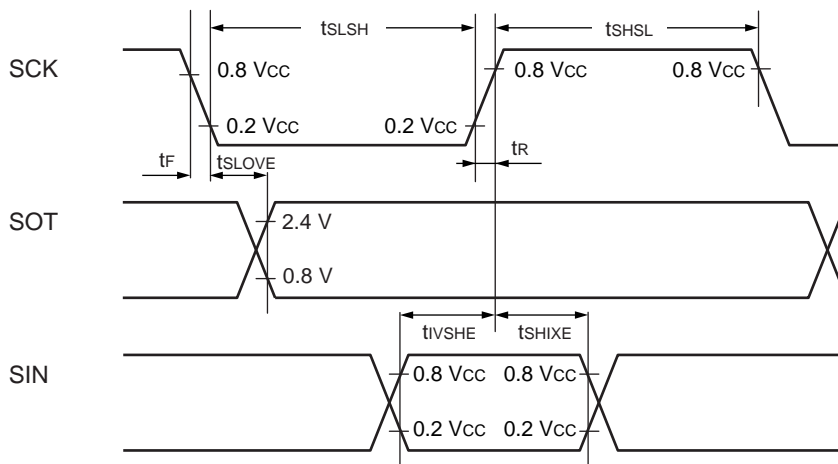 tSLSH tSHSL
SCK 0.8 VCC 0.8 VCC 0.8 VCC
0.2 VCC 0.2 VCC
tF tSLOVE tR
SOT 2.4 V
0.8 V
tIVSHE tSHIXE
SIN 0.8 VCC 0.8 VCC
0.2 VCC 0.2 VCC